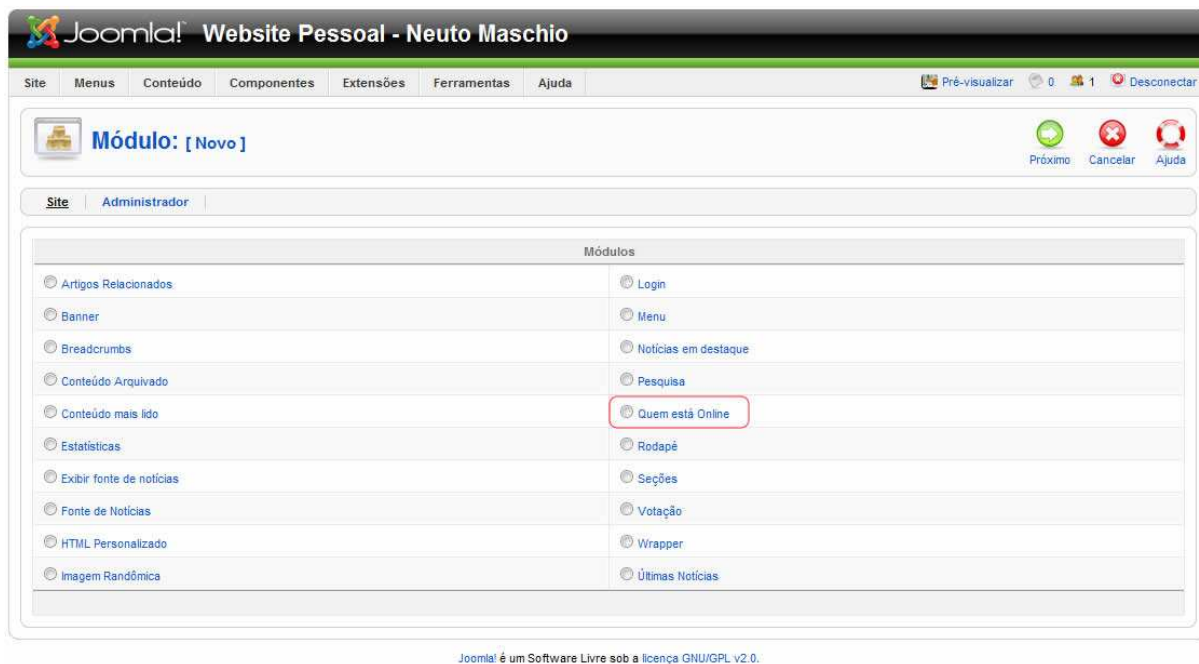 Joomla! Website Pessoal - Neuto Maschio
Site Menus Conteúdo Componentes Extensões Ferramentas Ajuda Pré-visualizar 0 1 Desconectar
Módulo: [ Novo ] Próximo Cancelar Ajuda
Site Administrador
Módulos
Artigos Relacionados Login
Banner Menu
Breadcrumbs Notícias em destaque
Conteúdo Arquivado Pesquisa
Conteúdo mais lido Quem está Online
Estatísticas Rodapé
Exibir fonte de notícias Seções
Fonte de Notícias Votação
HTML Personalizado Wrapper
Imagem Randômica Últimas Notícias
Joomla! é um Software Livre sob a licença GNU/GPL v2.0.